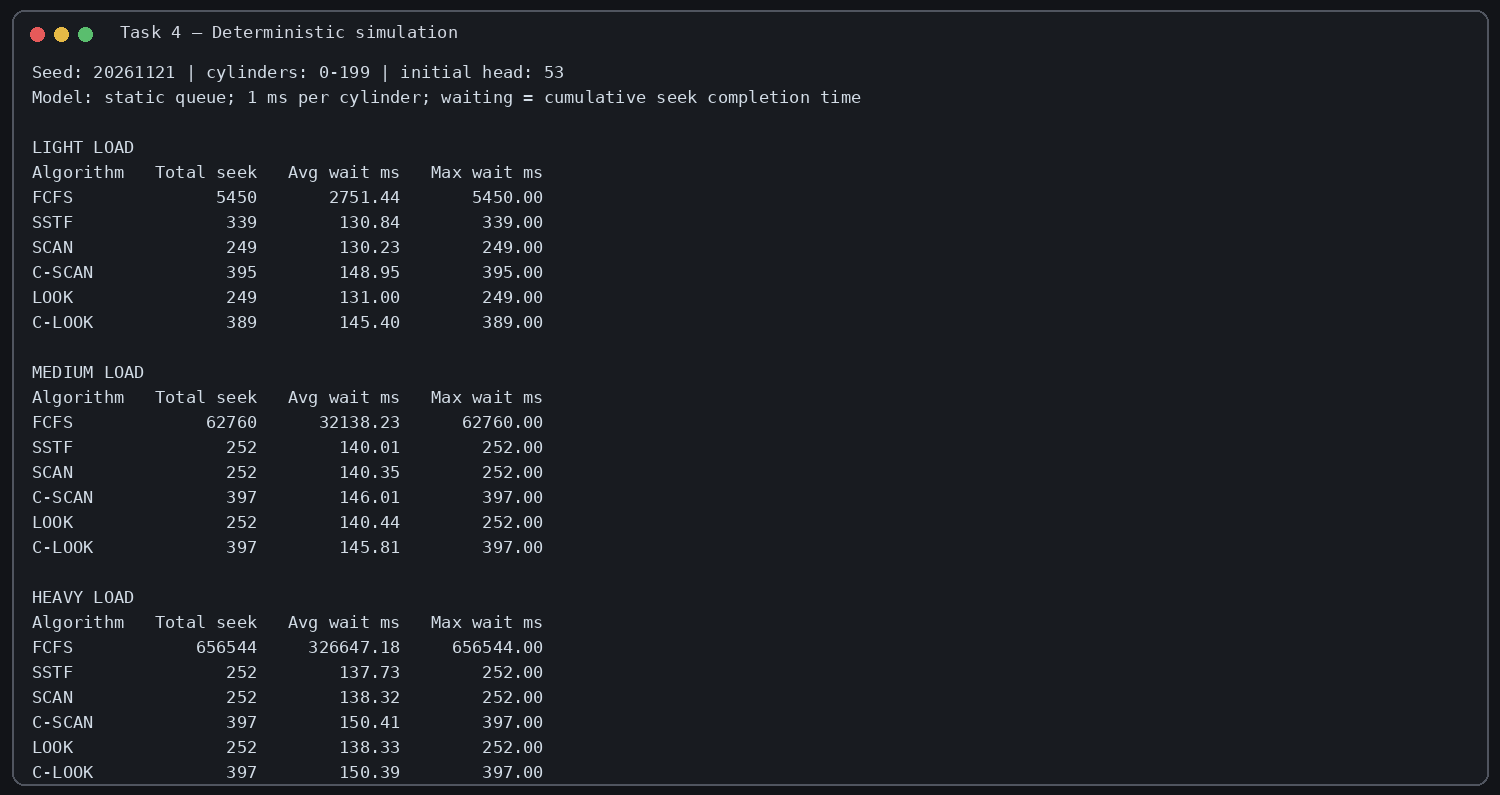 Task 4 — Deterministic simulation
Seed: 20261121 | cylinders: 0-199 | initial head: 53
Model: static queue; 1 ms per cylinder; waiting = cumulative seek completion time
LIGHT LOAD
Algorithm   Total seek   Avg wait ms   Max wait ms
FCFS              5450       2751.44       5450.00
SSTF               339        130.84        339.00
SCAN               249        130.23        249.00
C-SCAN             395        148.95        395.00
LOOK               249        131.00        249.00
C-LOOK             389        145.40        389.00
MEDIUM LOAD
Algorithm   Total seek   Avg wait ms   Max wait ms
FCFS             62760      32138.23      62760.00
SSTF               252        140.01        252.00
SCAN               252        140.35        252.00
C-SCAN             397        146.01        397.00
LOOK               252        140.44        252.00
C-LOOK             397        145.81        397.00
HEAVY LOAD
Algorithm   Total seek   Avg wait ms   Max wait ms
FCFS            656544     326647.18     656544.00
SSTF               252        137.73        252.00
SCAN               252        138.32        252.00
C-SCAN             397        150.41        397.00
LOOK               252        138.33        252.00
C-LOOK             397        150.39        397.00